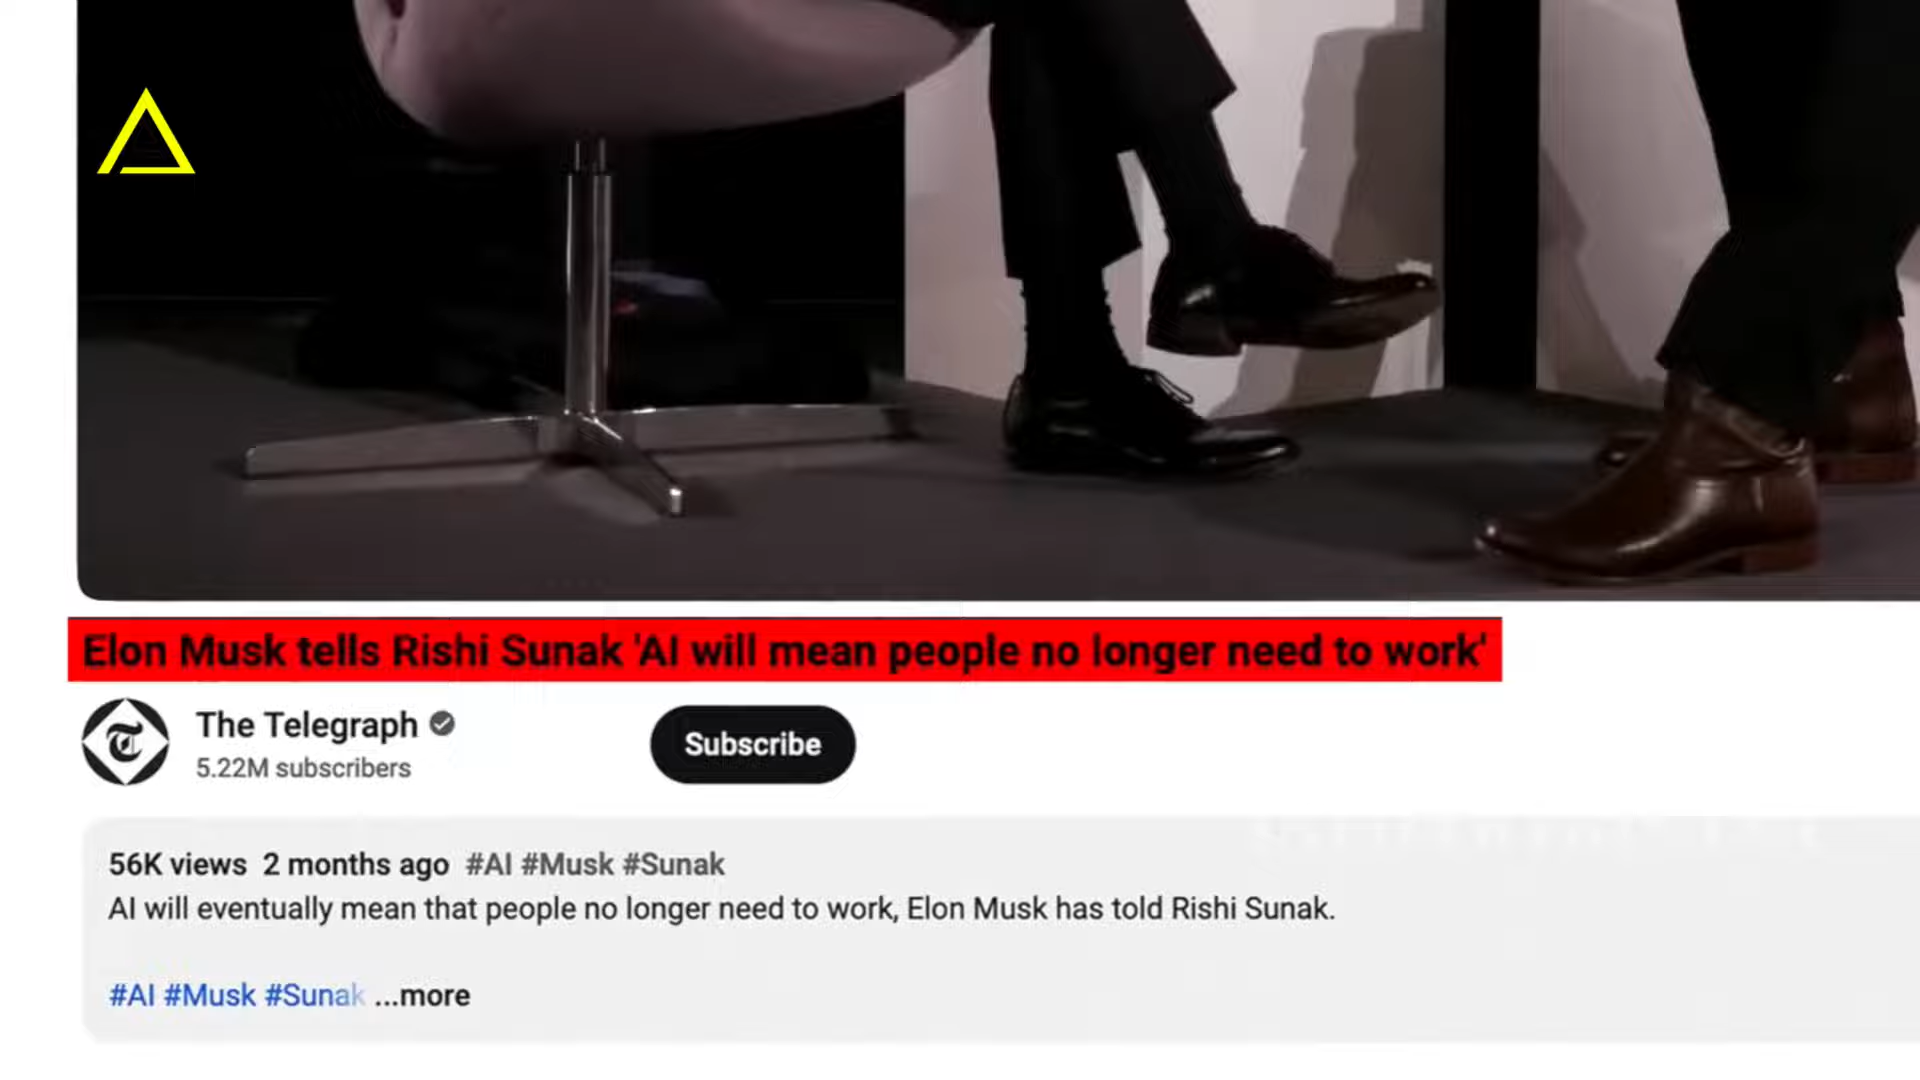 Elon Musk tells Rishi Sunak 'AI will mean people no longer need to work'
The Telegraph
5.22M subscribers
Subscribe
56K views 2 months ago #AI #Musk #Sunak
AI will eventually mean that people no longer need to work, Elon Musk has told Rishi Sunak.
#AI #Musk #Sunak ...more